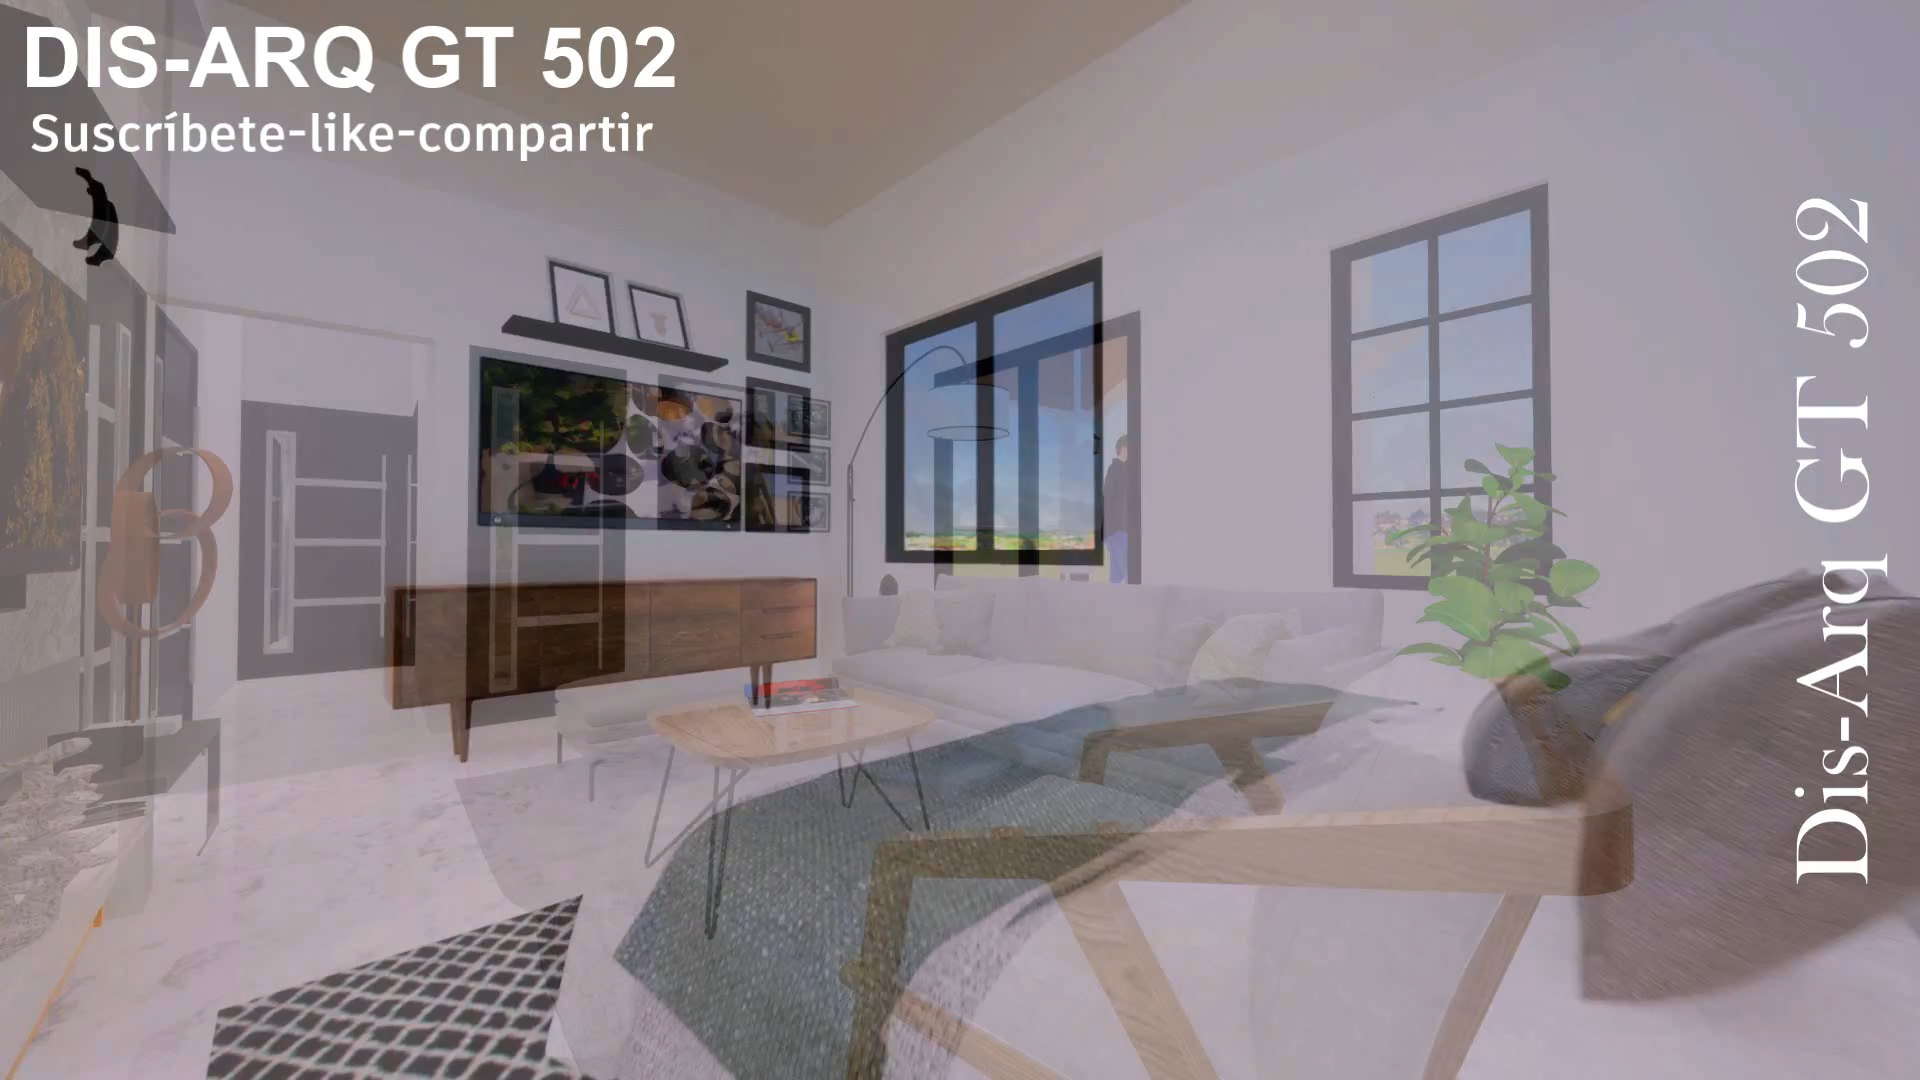 DIS-ARQ GT 502
Suscríbete-like-compartir
Dis-Arq GT 502